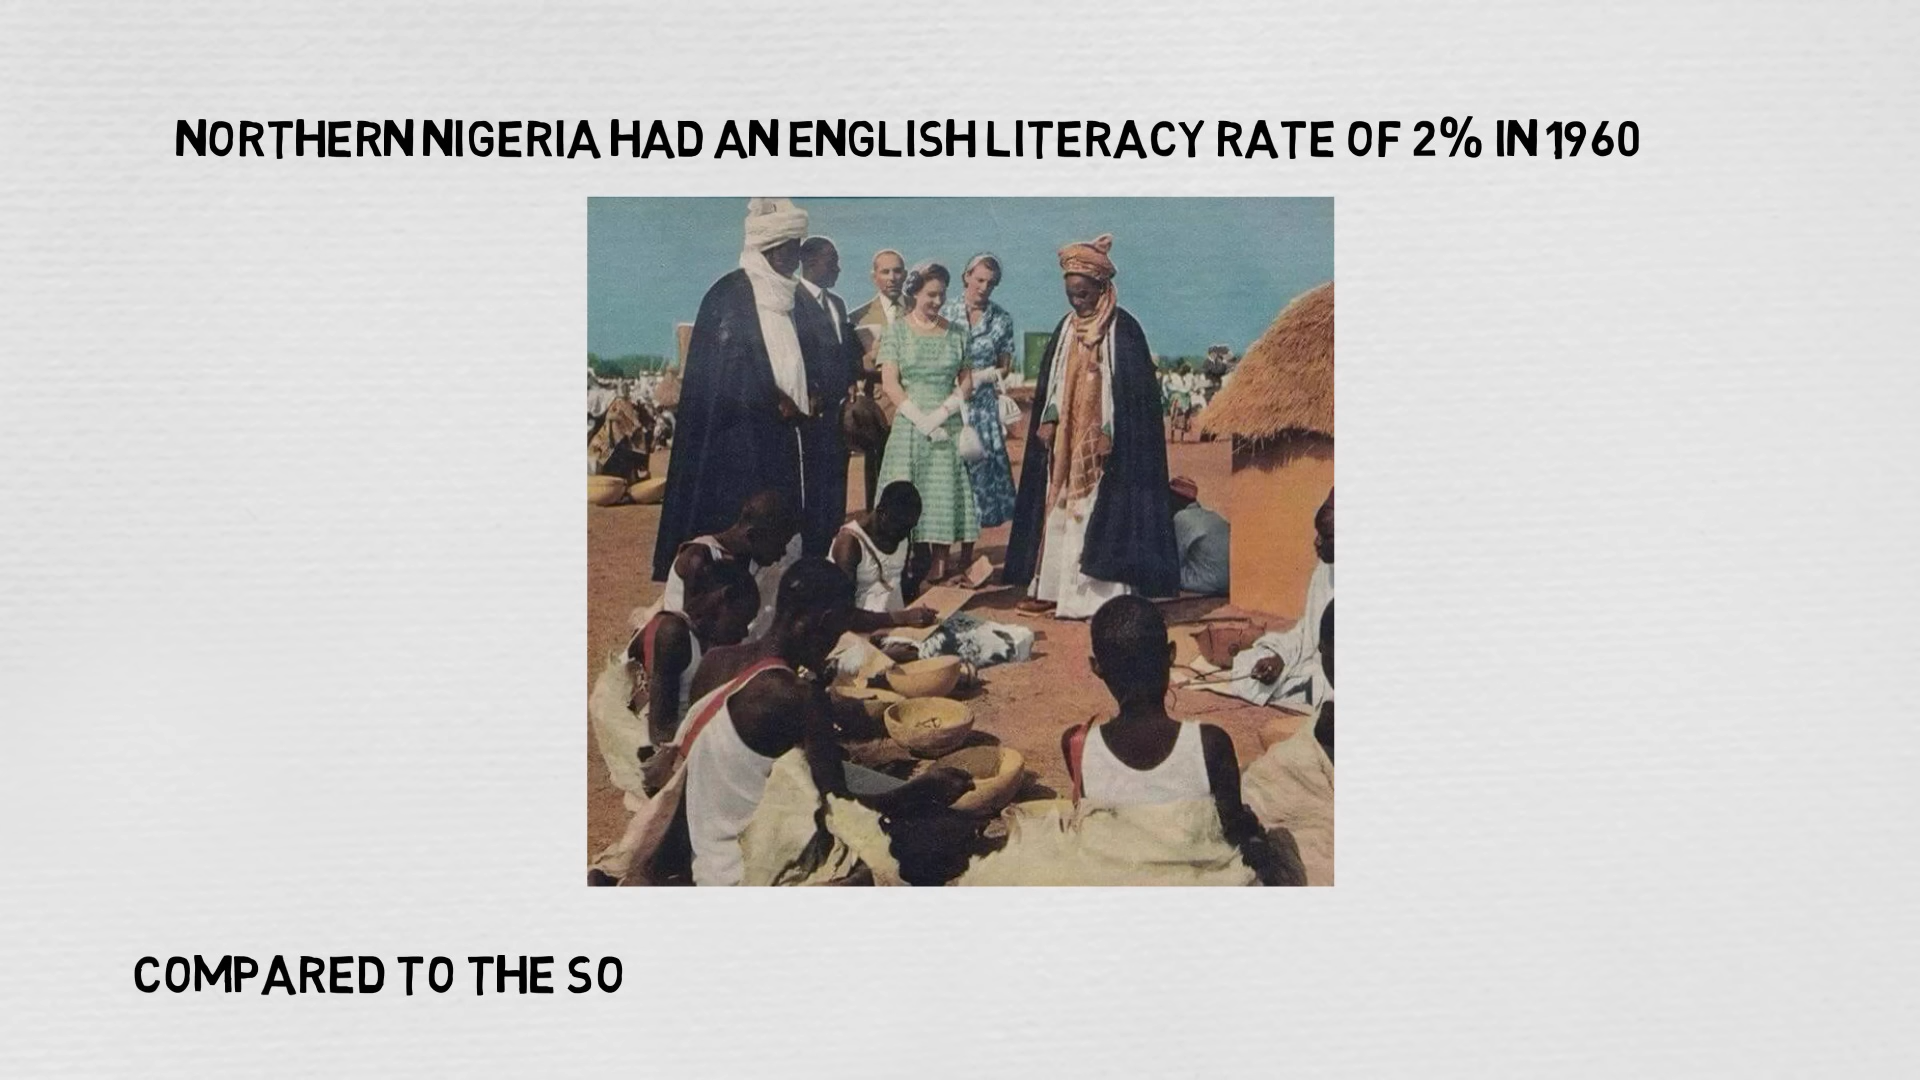 NORTHERN NIGERIA HAD AN ENGLISH LITERACY RATE OF 2% IN 1960
COMPARED TO THE SO